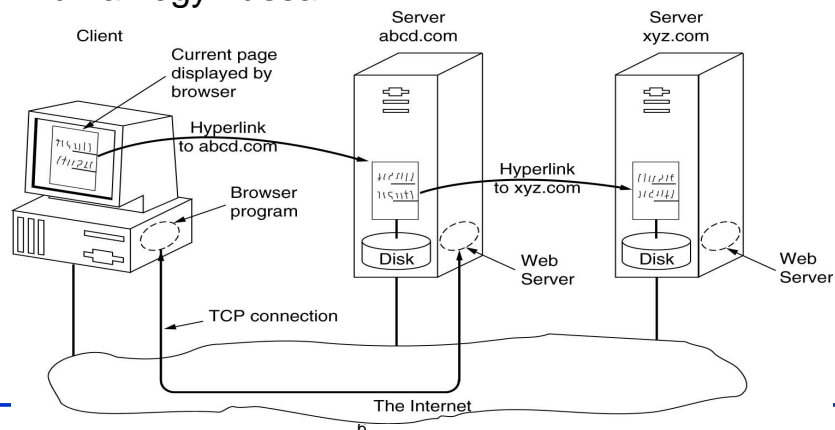 Client
Server
abcd.com
Server
xyz.com
Current page
displayed by
browser
Hyperlink
to abcd.com
Hyperlink
to xyz.com
Browser
program
Disk
Web
Server
Disk
Web
Server
TCP connection
The Internet